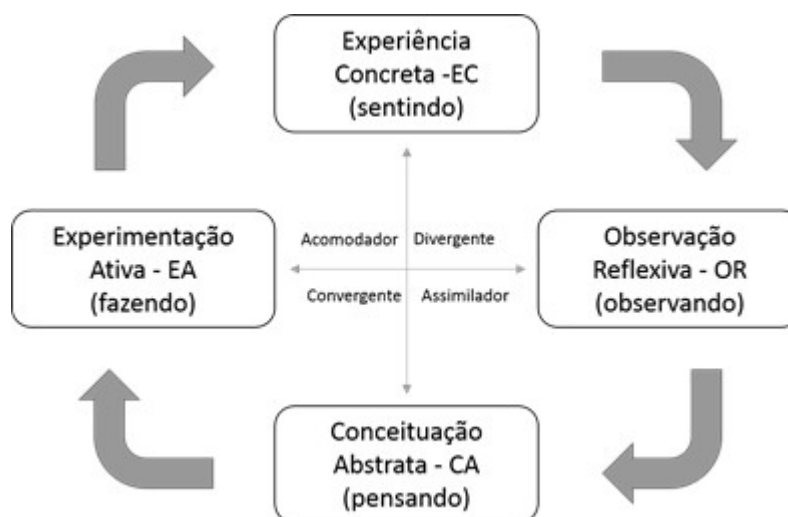 Experiência
Concreta -EC
(sentindo)
Experimentação
Ativa - EA
(fazendo)
Acomodador
Divergente
Convergente
Assimilador
Observação
Reflexiva - OR
(observando)
Conceituação
Abstrata - CA
(pensando)